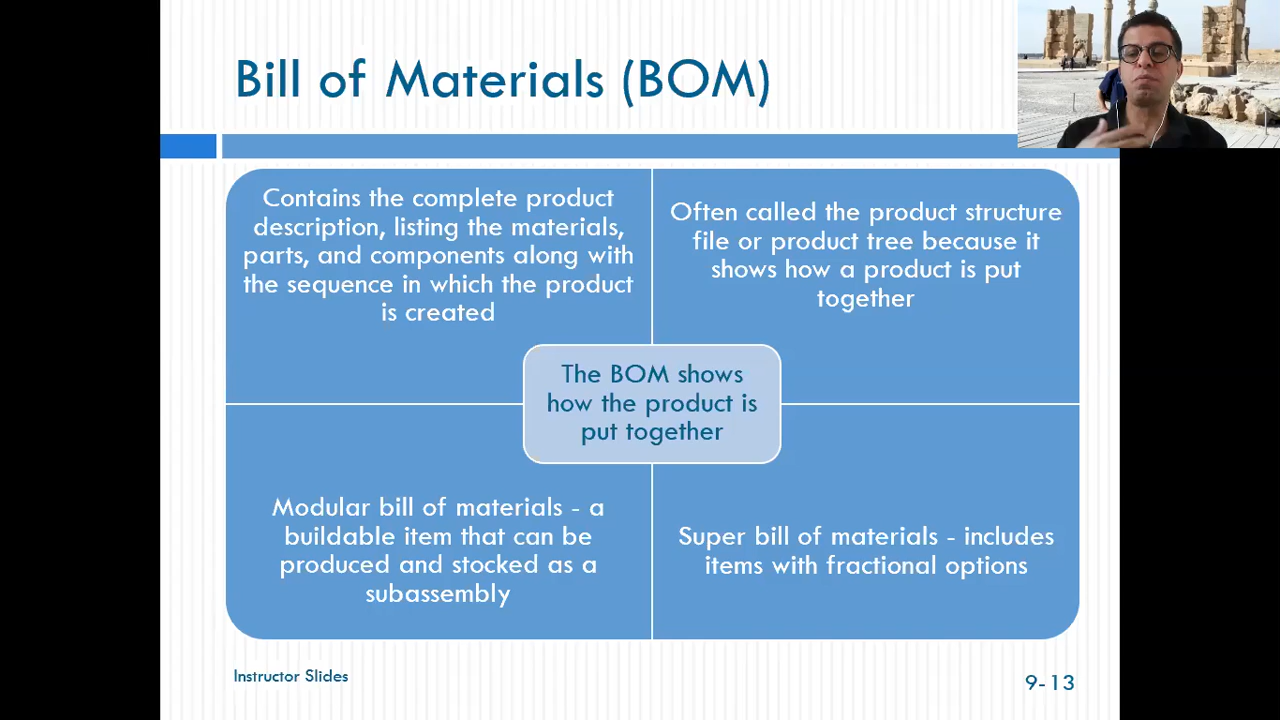 Bill of Materials (BOM)
Contains the complete product
description, listing the materials,
parts, and components along with
the sequence in which the product
is created
Often called the product structure
file or product tree because it
shows how a product is put
together
The BOM shows
how the product is
put together
Modular bill of materials - a
buildable item that can be
produced and stocked as a
subassembly
Super bill of materials - includes
items with fractional options
Instructor Slides
9-13